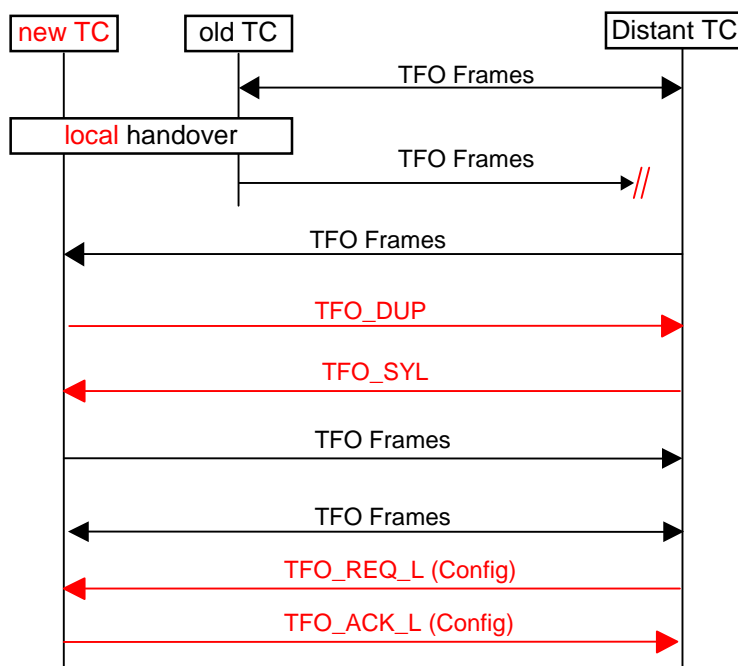 new TC
old TC
Distant TC
TFO Frames
local handover
TFO Frames
TFO Frames
TFO_DUP
TFO_SYL
TFO Frames
TFO Frames
TFO_REQ_L (Config)
TFO_ACK_L (Config)